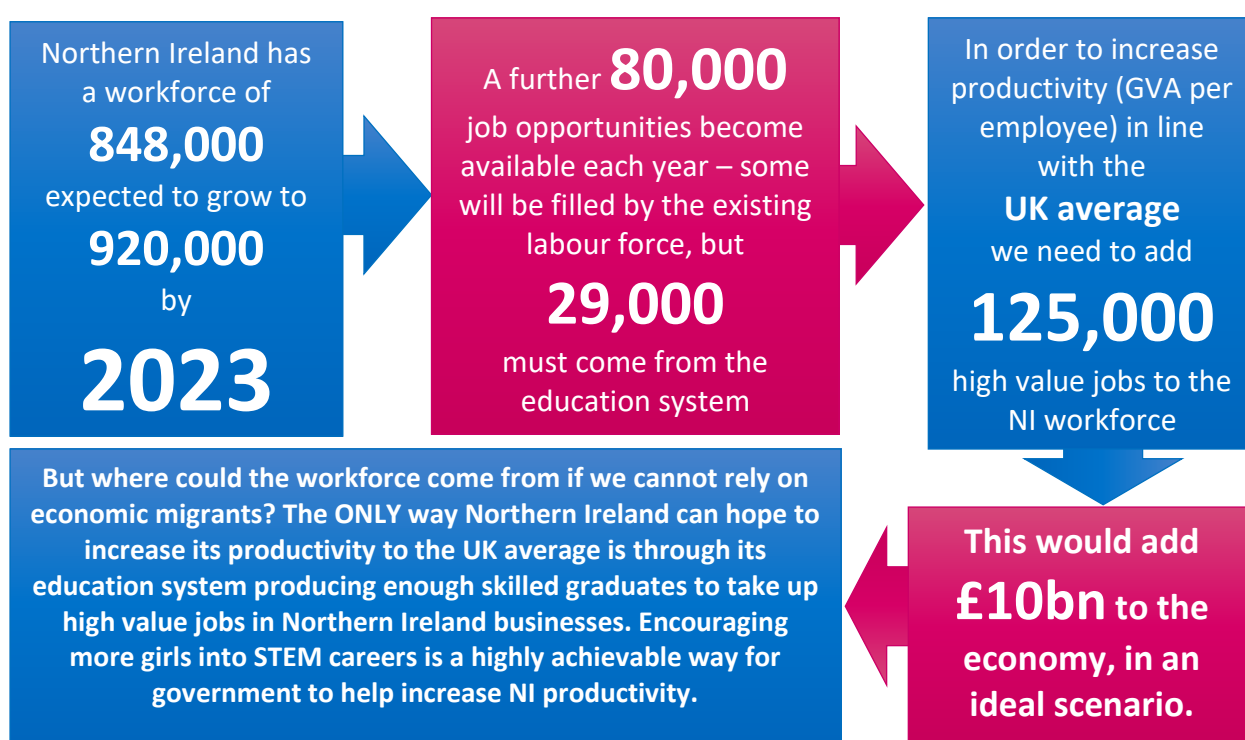 Northern Ireland has
a workforce of
848,000
expected to grow to
920,000
by
2023
A further 80,000
job opportunities become
available each year – some
will be filled by the existing
labour force, but
29,000
must come from the
education system
In order to increase
productivity (GVA per
employee) in line
with the
UK average
we need to add
125,000
high value jobs to the
NI workforce
This would add
£10bn to the
economy, in an
ideal scenario.
But where could the workforce come from if we cannot rely on
economic migrants? The ONLY way Northern Ireland can hope to
increase its productivity to the UK average is through its
education system producing enough skilled graduates to take up
high value jobs in Northern Ireland businesses. Encouraging
more girls into STEM careers is a highly achievable way for
government to help increase NI productivity.